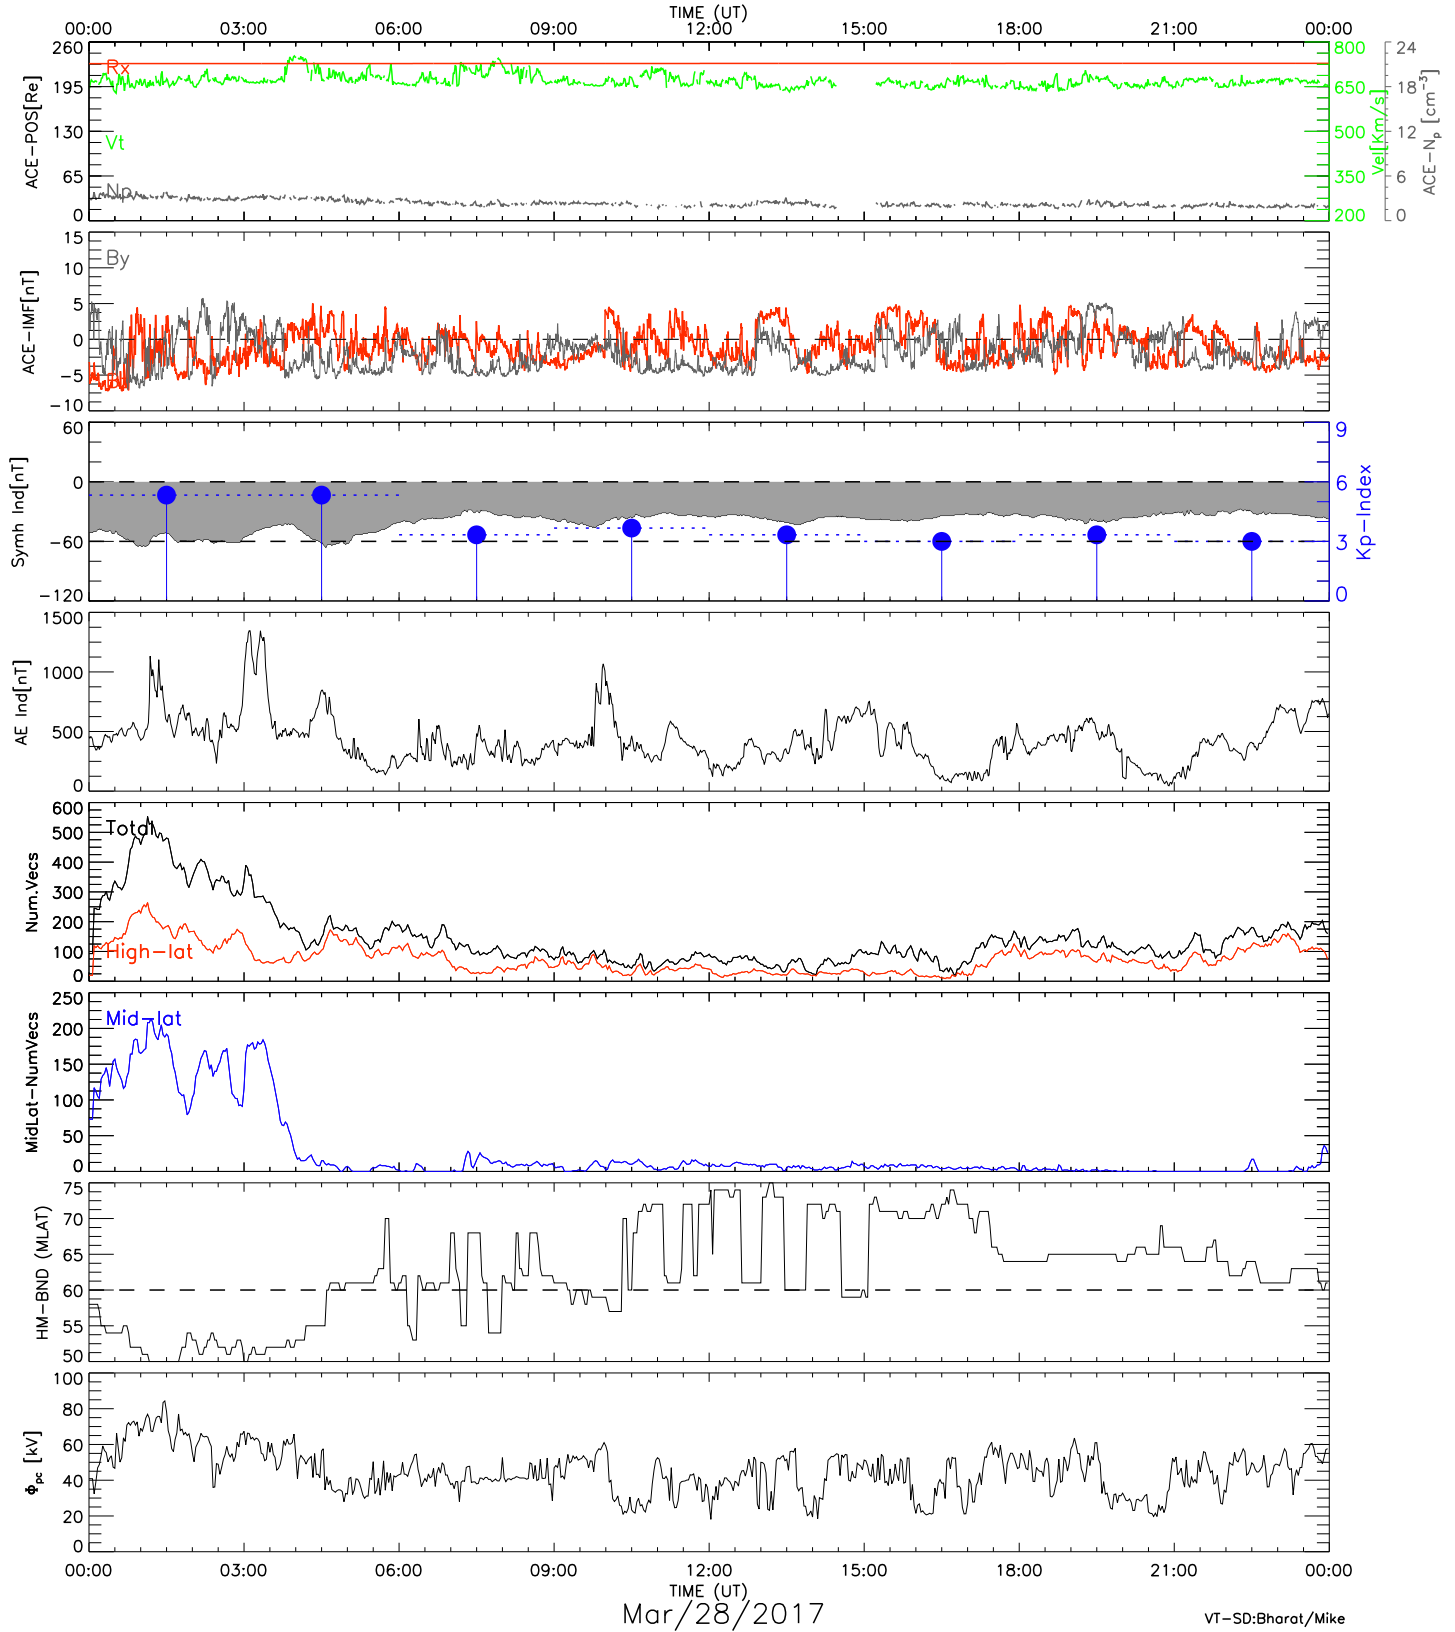 TIME (UT)
00:00 03:00 06:00 09:00 12:00 15:00 18:00 21:00 00:00
260 800 24
Rx
195 650 18
130 500 12
Vt
65 350 6
Np
0 200 0
ACE-POS[Re]
Vel[Km/s]
ACE-Np [cm⁻³]
15
By
10
5
0
-5
-10
ACE-IMF[nT]
60 9
0 6
-60 3
-120 0
Symh Ind[nT]
Kp-Index
1500
1000
500
0
AE Ind[nT]
600
Total
500
400
300
200
High-lat
100
0
Num.Vecs
250
Mid-lat
200
150
100
50
0
MidLat-NumVecs
75
70
65
60
55
50
HM-BND (MLAT)
100
80
60
40
20
0
Φpc [kV]
00:00 03:00 06:00 09:00 12:00 15:00 18:00 21:00 00:00
TIME (UT)
Mar/28/2017
VT-SD:Bharat/Mike